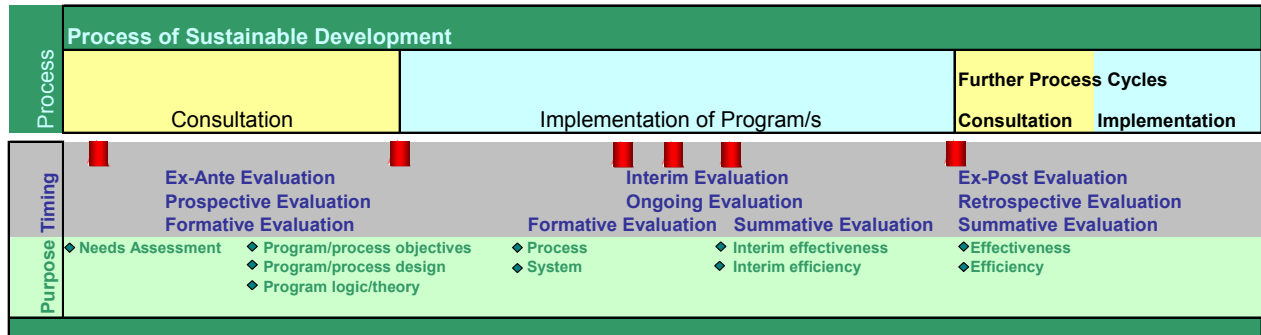 Process
Process of Sustainable Development
Consultation
Implementation of Program/s
Further Process Cycles
Consultation Implementation
Timing
Ex-Ante Evaluation
Prospective Evaluation
Formative Evaluation
Interim Evaluation
Ongoing Evaluation
Formative Evaluation Summative Evaluation
Ex-Post Evaluation
Retrospective Evaluation
Summative Evaluation
Purpose
Needs Assessment
Program/process objectives
Program/process design
Program logic/theory
Process
System
Interim effectiveness
Interim efficiency
Effectiveness
Efficiency